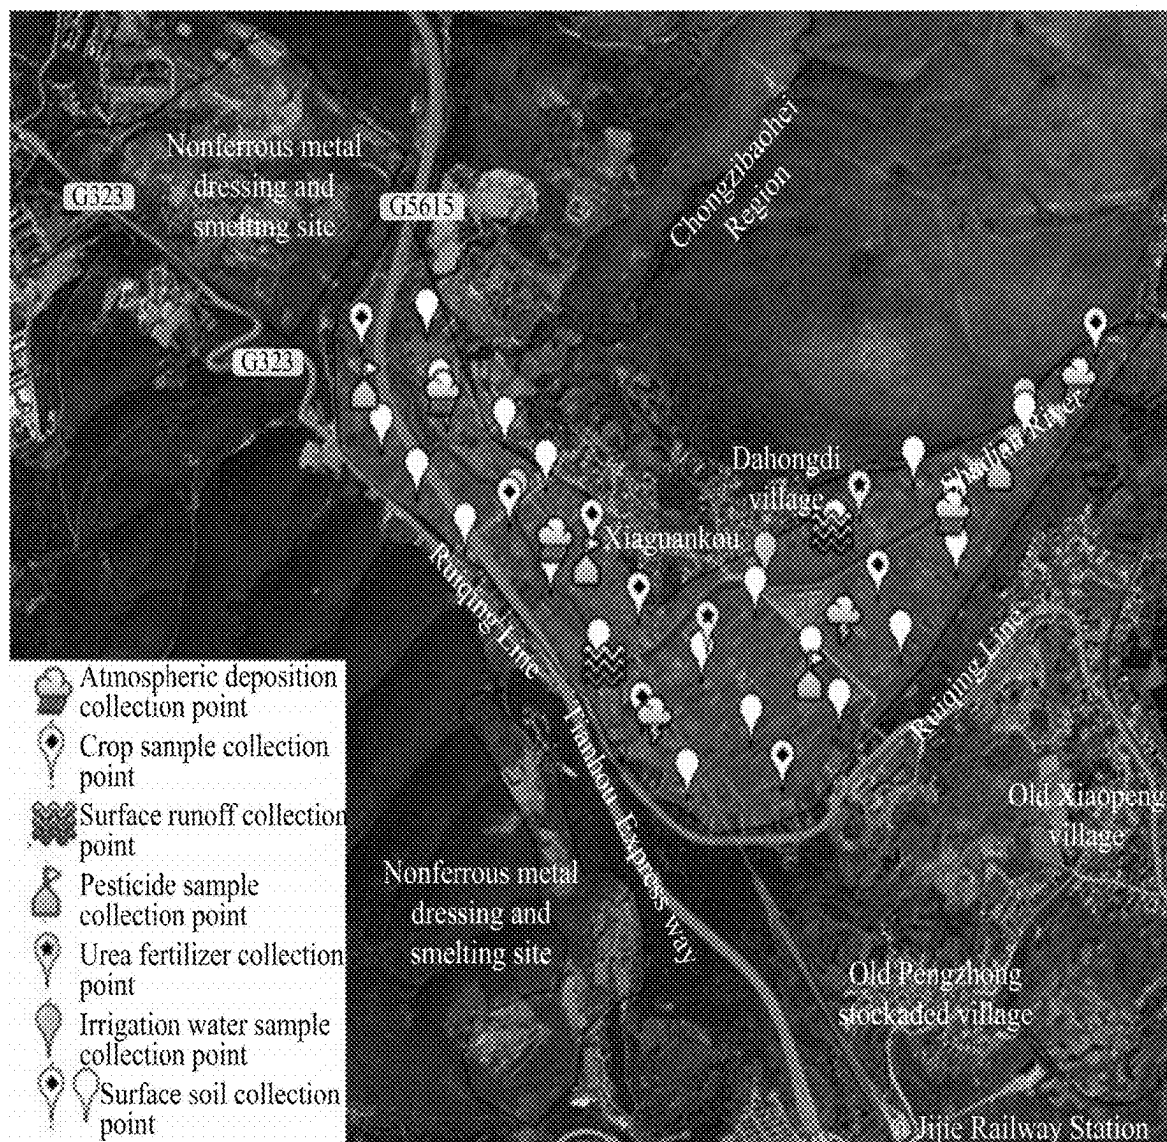 Nonferrous metal
dressing and
smelting site
G323
G5615
Chongzibaohei
Region
G323
Dahongdi
village
River
Xiaguankou
Ruiqing Line
Ruiqing Line
Express way
Old Xiaopeng
village
Nonferrous metal
dressing and
smelting site
Old Pengzhong
stockaded village
Jijie Railway Station
Atmospheric deposition
collection point
Crop sample collection
point
Surface runoff collection
point
Pesticide sample
collection point
Urea fertilizer collection
point
Irrigation water sample
collection point
Surface soil collection
point